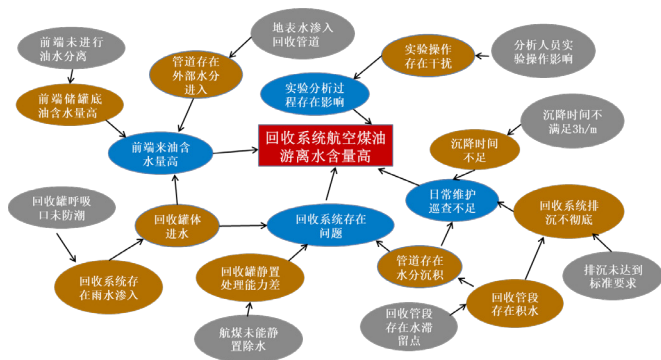 前端未进行
油水分离
地表水渗入
回收管道
管道存在
外部水分
进入
实验操作
存在干扰
分析人员实
验操作影响
前端储罐底
油含水量高
实验分析过
程存在影响
前端来油含
水量高
回收系统航空煤油
游离水含量高
沉降时间
不足
沉降时间不
满足3h/m
回收罐呼吸
口未防潮
回收罐体
进水
回收系统存在
问题
日常维护
巡查不足
回收系统排
沉不彻底
回收系统存
在雨水渗入
回收罐静置
处理能力差
管道存在
水分沉积
排沉未达到
标准要求
回收管段
存在积水
航煤未能静
置除水
回收管段
存在水滞
留点